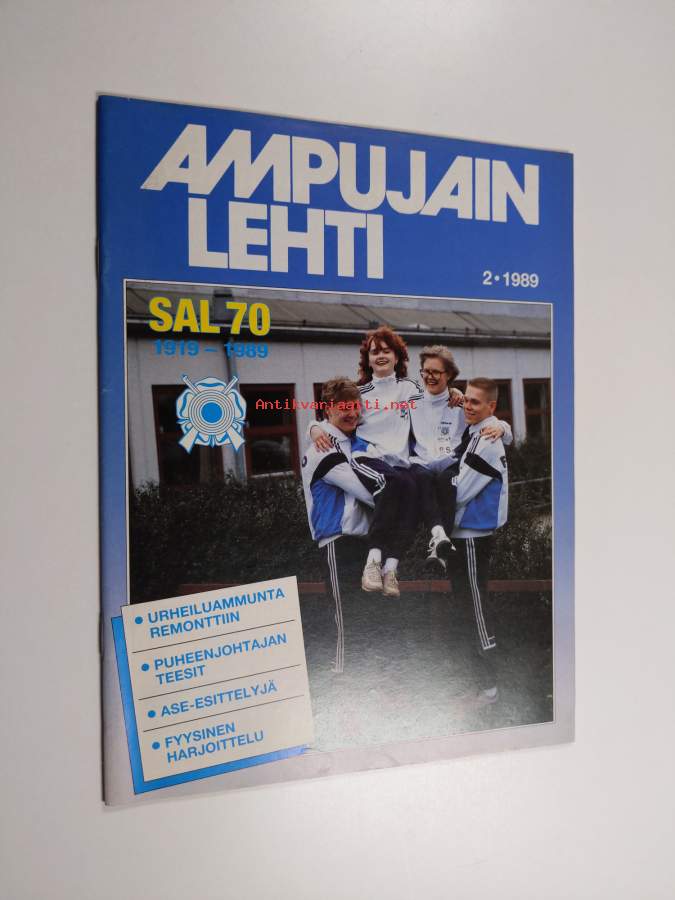 AMPUJAIN
LEHTI
2•1989
SAL 70
1919 – 1989
Antikvariaatti.net
• URHEILUAMMUNTA
REMONTTIIN
• PUHEENJOHTAJAN
TEESIT
• ASE-ESITTELYJÄ
• FYYSINEN
HARJOITTELU